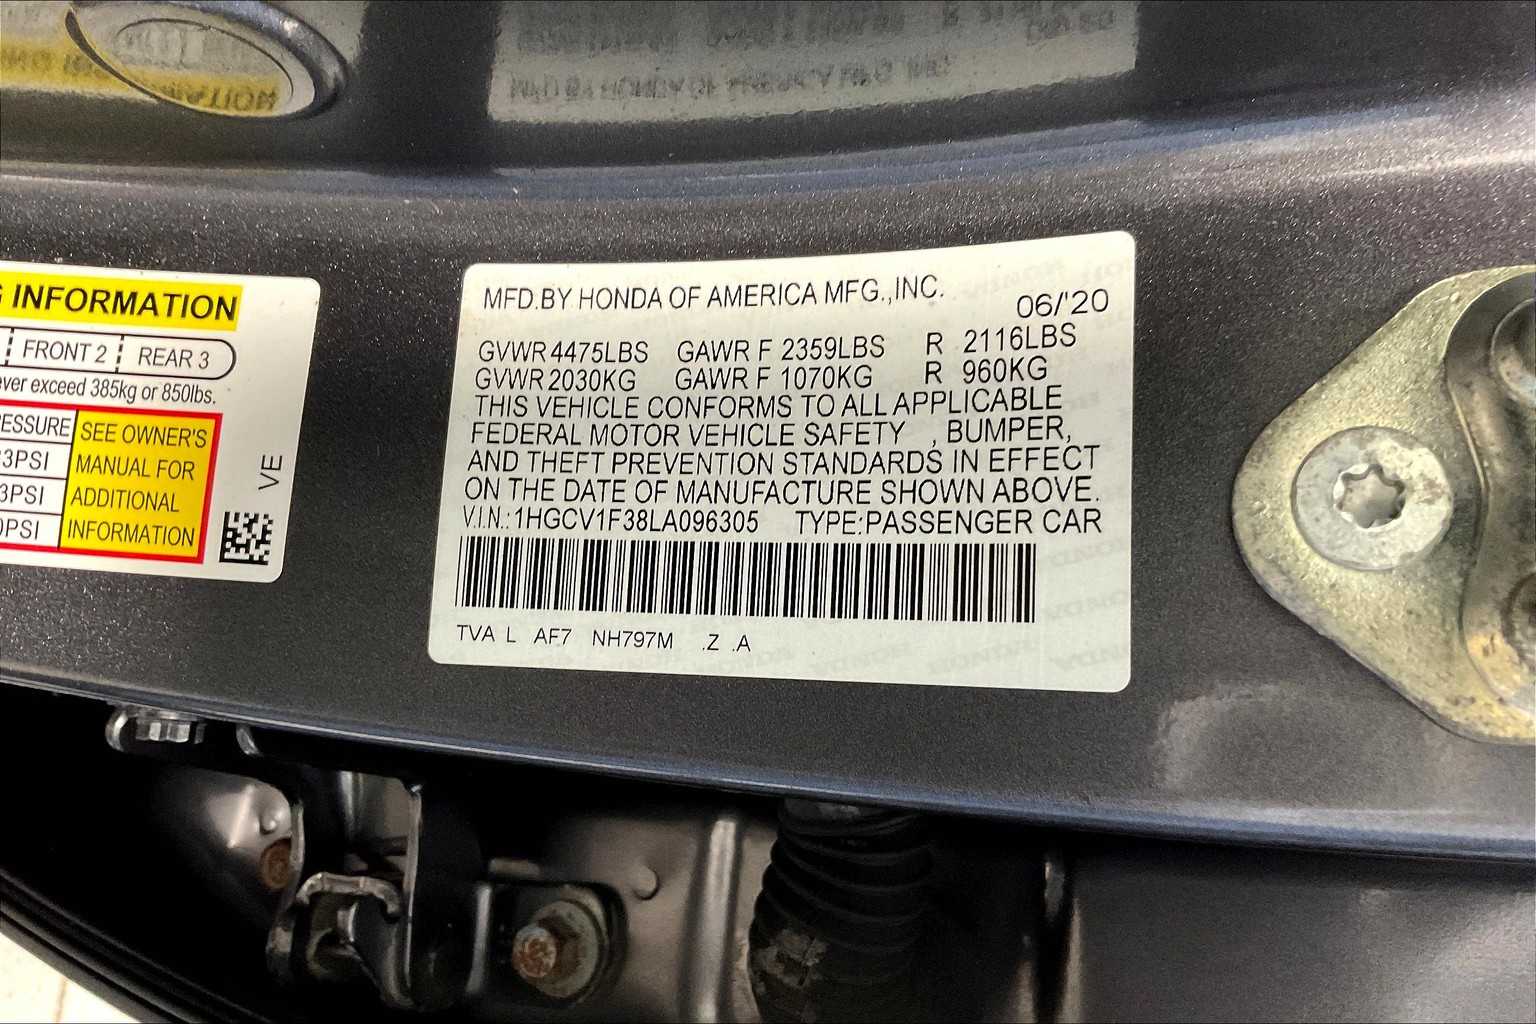 INFORMATION
FRONT 2 REAR 3
ever exceed 385kg or 850lbs.
SEE OWNER'S
MANUAL FOR
ADDITIONAL
INFORMATION
3PSI
3PSI
PSI
VE
MFD.BY HONDA OF AMERICA MFG.,INC.
06/'20
GVWR 4475LBS GAWR F 2359LBS R 2116LBS
GVWR 2030KG GAWR F 1070KG R 960KG
THIS VEHICLE CONFORMS TO ALL APPLICABLE
FEDERAL MOTOR VEHICLE SAFETY , BUMPER,
AND THEFT PREVENTION STANDARDS IN EFFECT
ON THE DATE OF MANUFACTURE SHOWN ABOVE.
V.I.N.: 1HGCV1F38LA096305 TYPE:PASSENGER CAR
TVA L AF7 NH797M .Z .A